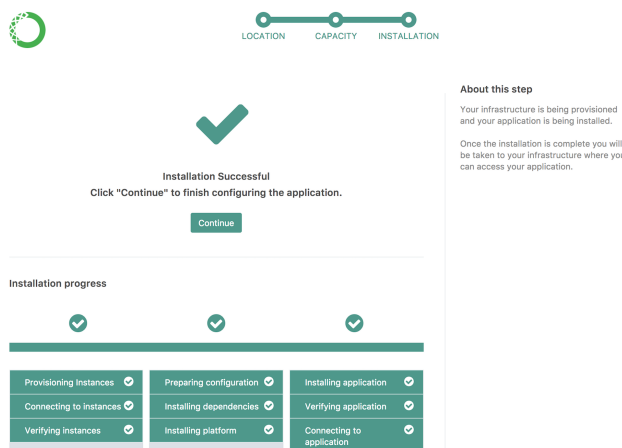 LOCATION CAPACITY INSTALLATION
About this step
Your infrastructure is being provisioned
and your application is being installed.
Once the installation is complete you will
be taken to your infrastructure where you
can access your application.
Installation Successful
Click "Continue" to finish configuring the application.
Continue
Installation progress
Provisioning Instances
Connecting to instances
Verifying instances
Preparing configuration
Installing dependencies
Installing platform
Installing application
Verifying application
Connecting to
application